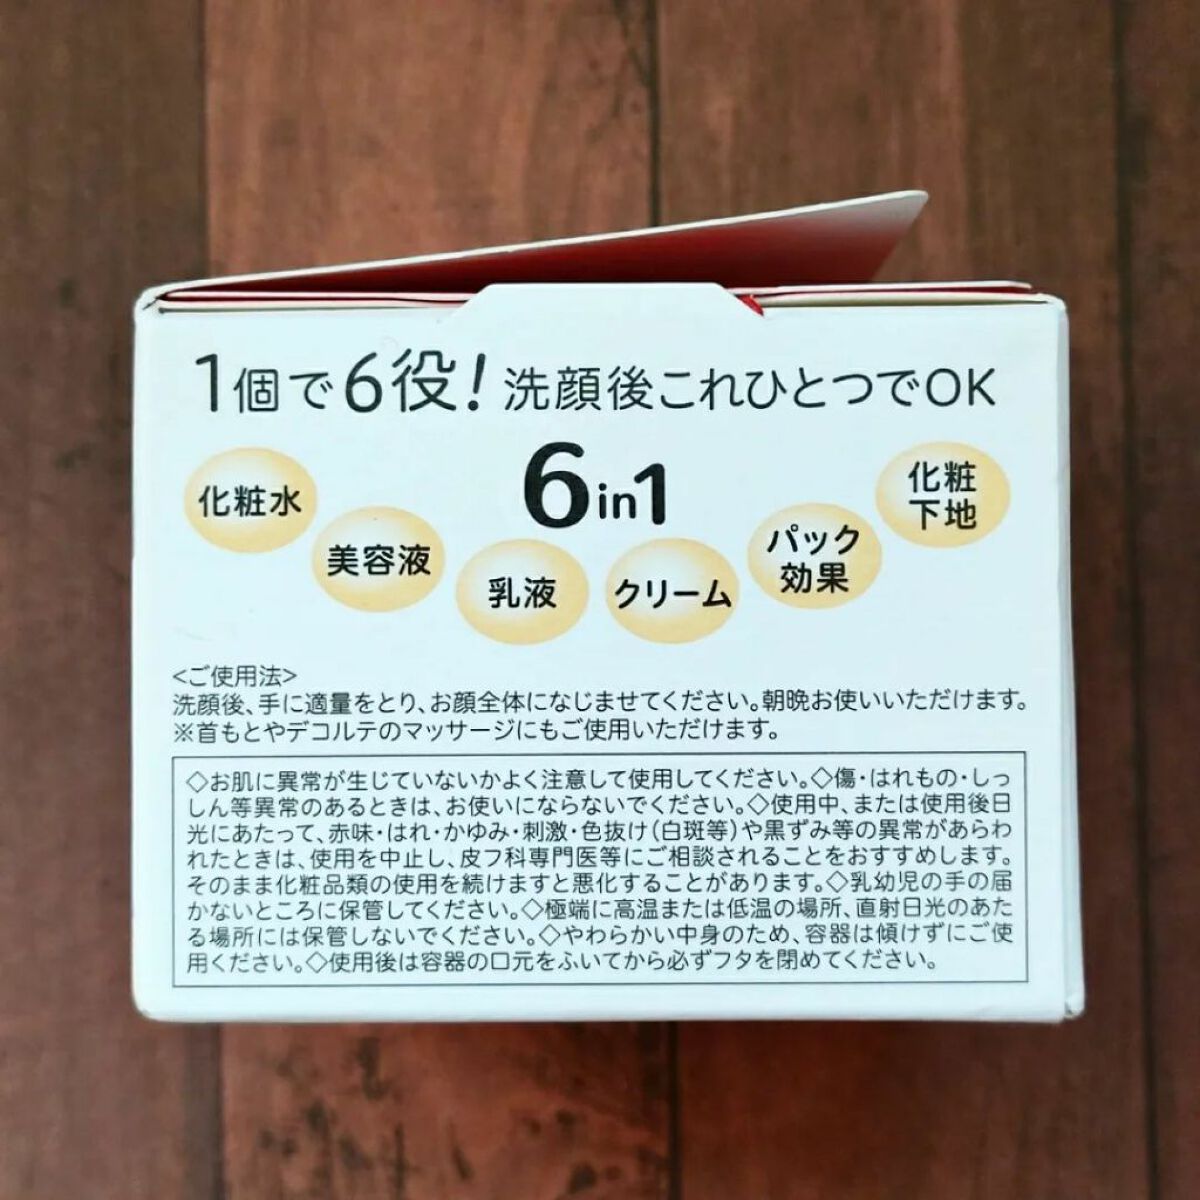 1個で6役！洗顔後これひとつでOK
6in1
化粧水
美容液
乳液
クリーム
パック
効果
化粧
下地
<ご使用法>
洗顔後、手に適量をとり、お顔全体になじませてください。朝晩お使いいただけます。
※首もとやデコルテのマッサージにもご使用いただけます。
◇お肌に異常が生じていないかよく注意して使用してください。◇傷・はれもの・しっ
しん等異常のあるときは、お使いにならないでください。◇使用中、または使用後日
光にあたって、赤味・はれ・かゆみ・刺激・色抜け（白斑等）や黒ずみ等の異常があらわ
れたときは、使用を中止し、皮フ科専門医等にご相談されることをおすすめします。
そのまま化粧品類の使用を続けますと悪化することがあります。◇乳幼児の手の届
かないところに保管してください。◇極端に高温または低温の場所、直射日光のあた
る場所には保管しないでください。◇やわらかい中身のため、容器は傾けずにご使
用ください。◇使用後は容器の口元をふいてから必ずフタを閉めてください。